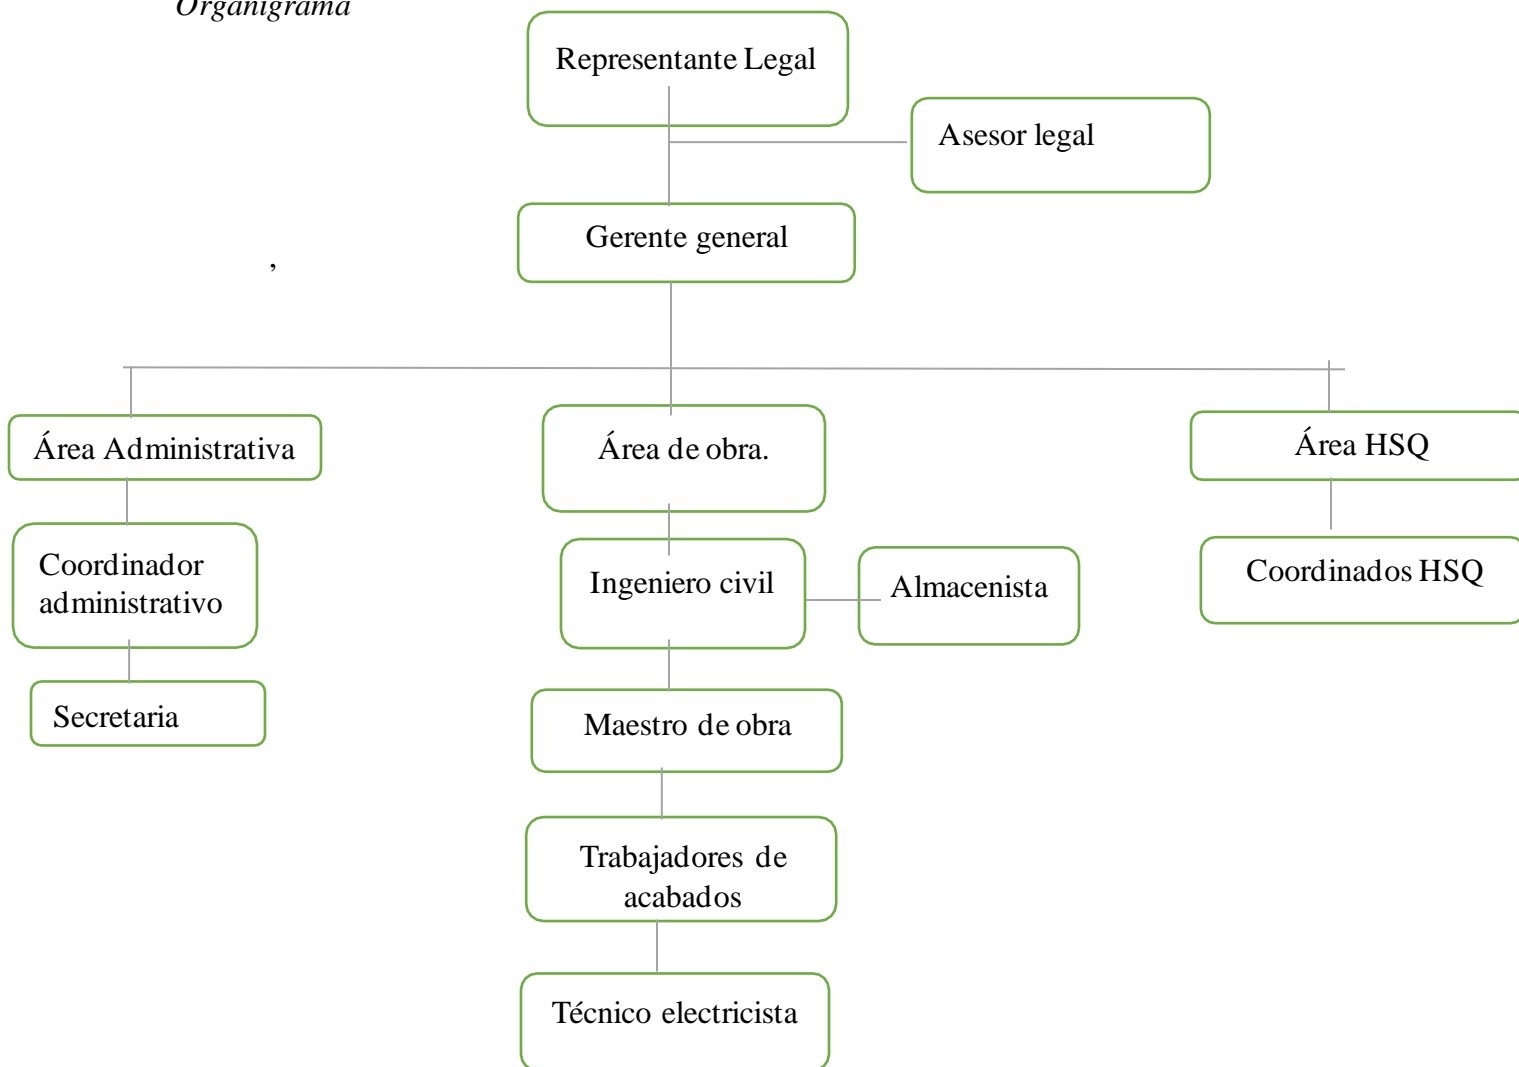 Organigrama
Representante Legal
Asesor legal
Gerente general
,
Área Administrativa
Área de obra.
Área HSQ
Coordinador
administrativo
Ingeniero civil
Almacenista
Coordinados HSQ
Secretaria
Maestro de obra
Trabajadores de
acabados
Técnico electricista